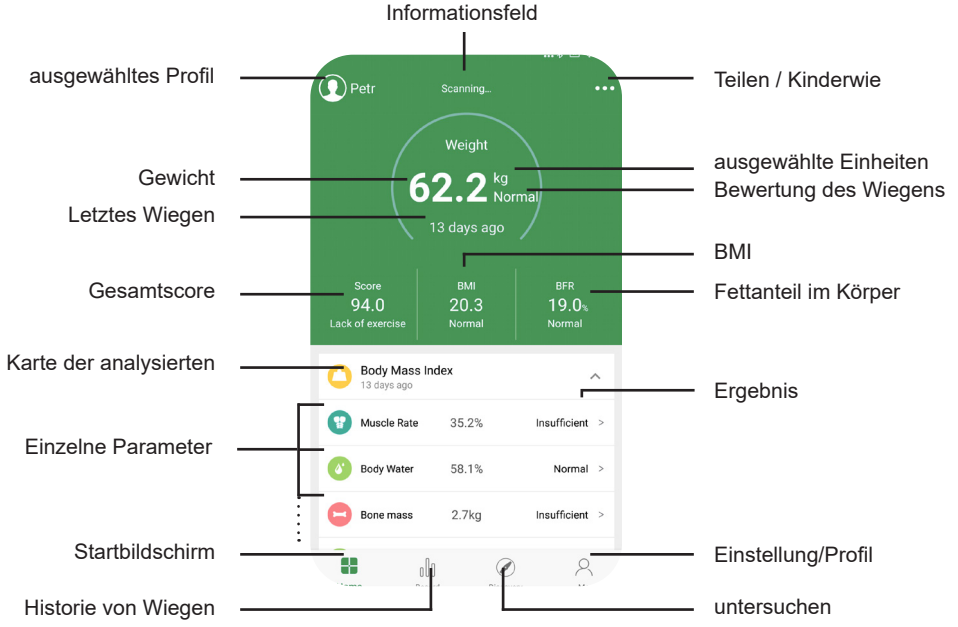 Informationsfeld
ausgewähltes Profil
Teilen / Kinderwie
Petr
Scanning...
Weight
ausgewählte Einheiten
Gewicht
62.2 kg
Normal
Bewertung des Wiegens
Letztes Wiegen
13 days ago
BMI
Gesamtscore
Score
BMI
BFR
Fettanteil im Körper
94.0
20.3
19.0%
Lack of exercise
Normal
Normal
Karte der analysierten
Body Mass Index
13 days ago
Ergebnis
Muscle Rate 35.2% Insufficient >
Einzelne Parameter
Body Water 58.1% Normal >
Bone mass 2.7kg Insufficient >
Startbildschirm
Einstellung/Profil
Historie von Wiegen
untersuchen